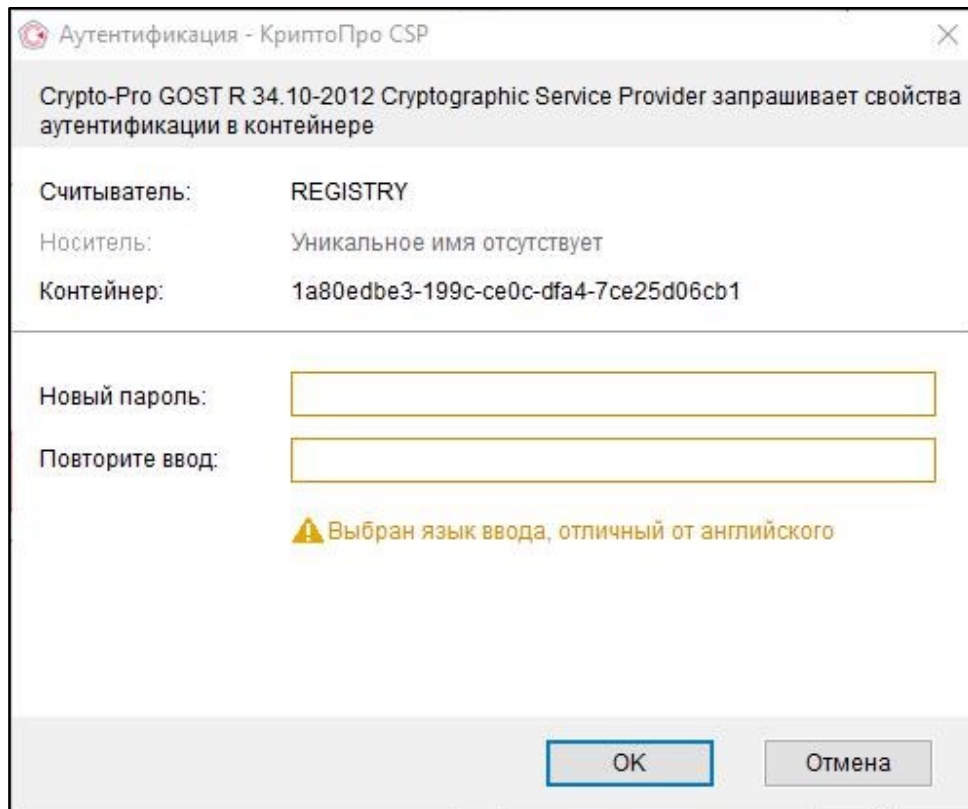 Аутентификация - КриптоПро CSP
Crypto-Pro GOST R 34.10-2012 Cryptographic Service Provider запрашивает свойства
аутентификации в контейнере
Считыватель: REGISTRY
Носитель: Уникальное имя отсутствует
Контейнер: 1a80edbe3-199c-ce0c-dfa4-7ce25d06cb1
Новый пароль:
Повторите ввод:
Выбран язык ввода, отличный от английского
OK Отмена